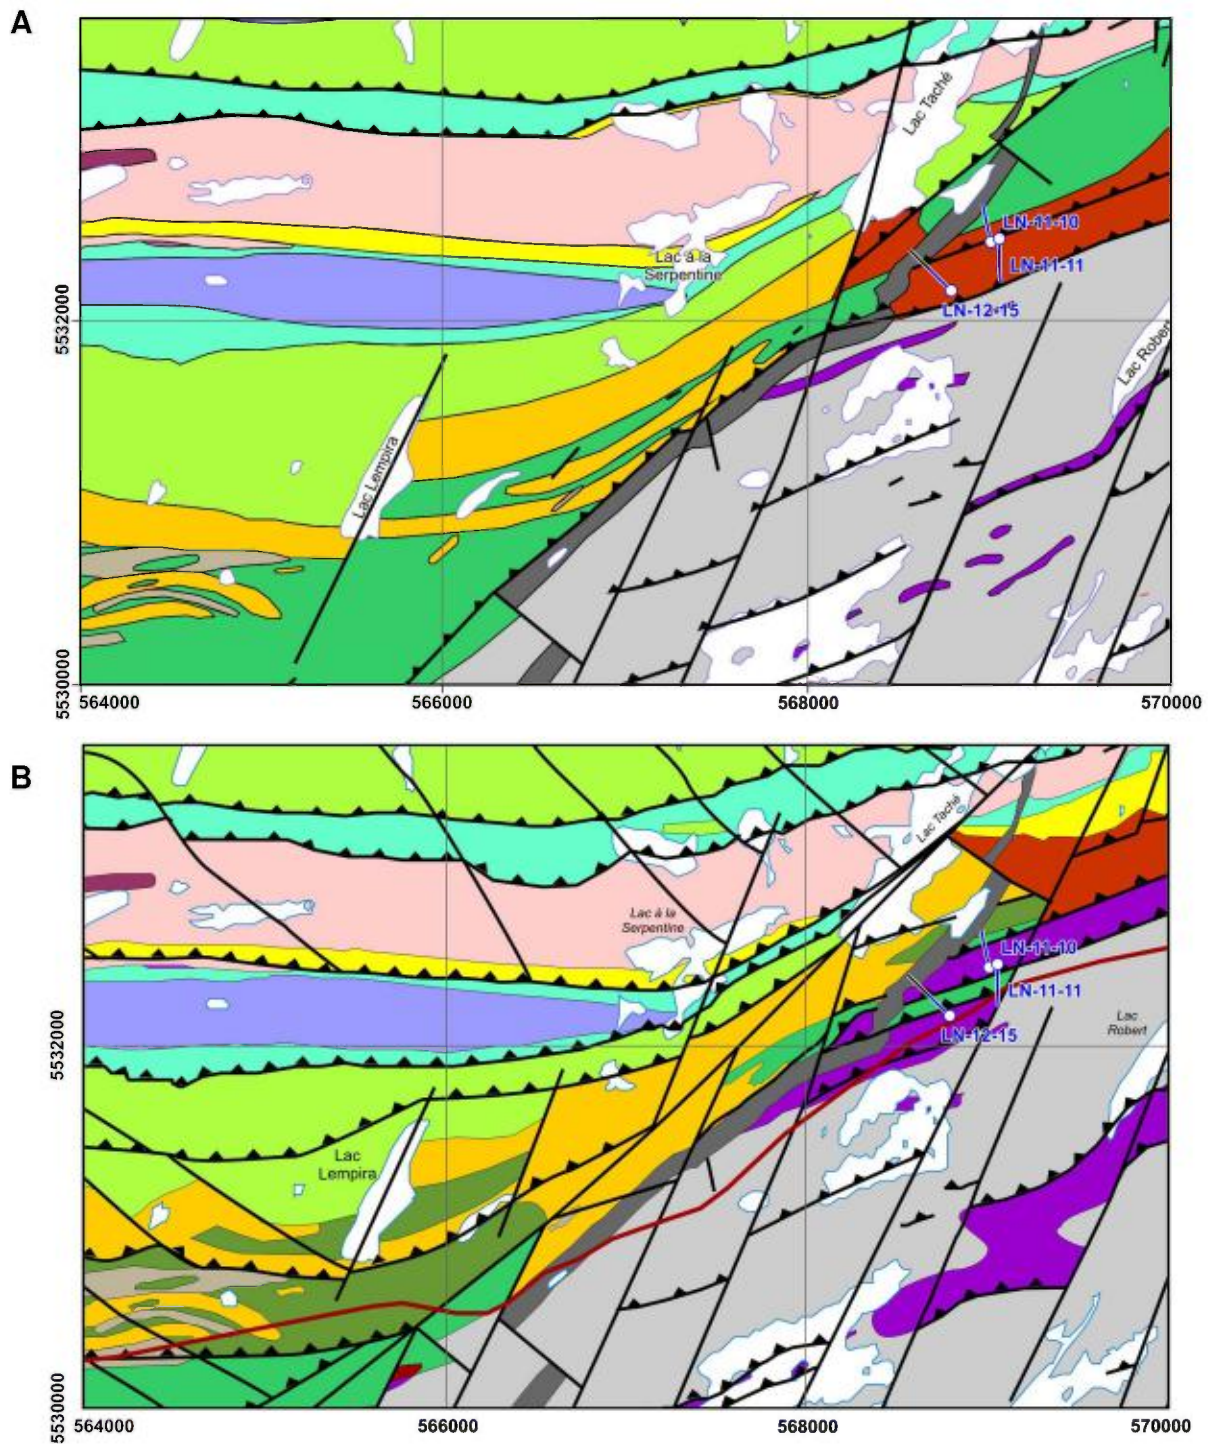 A
Lac Taché
LN-11-10
Lac à la
Serpentine
LN-11-11
LN-12-15
5532000
Lac Robert
Lac Lempira
5530000
564000
566000
568000
570000
B
Lac Taché
Lac à la
Serpentine
LN-11-10
LN-11-11
Lac
Robert
LN-12-15
5532000
Lac
Lempira
5530000
564000
566000
568000
570000